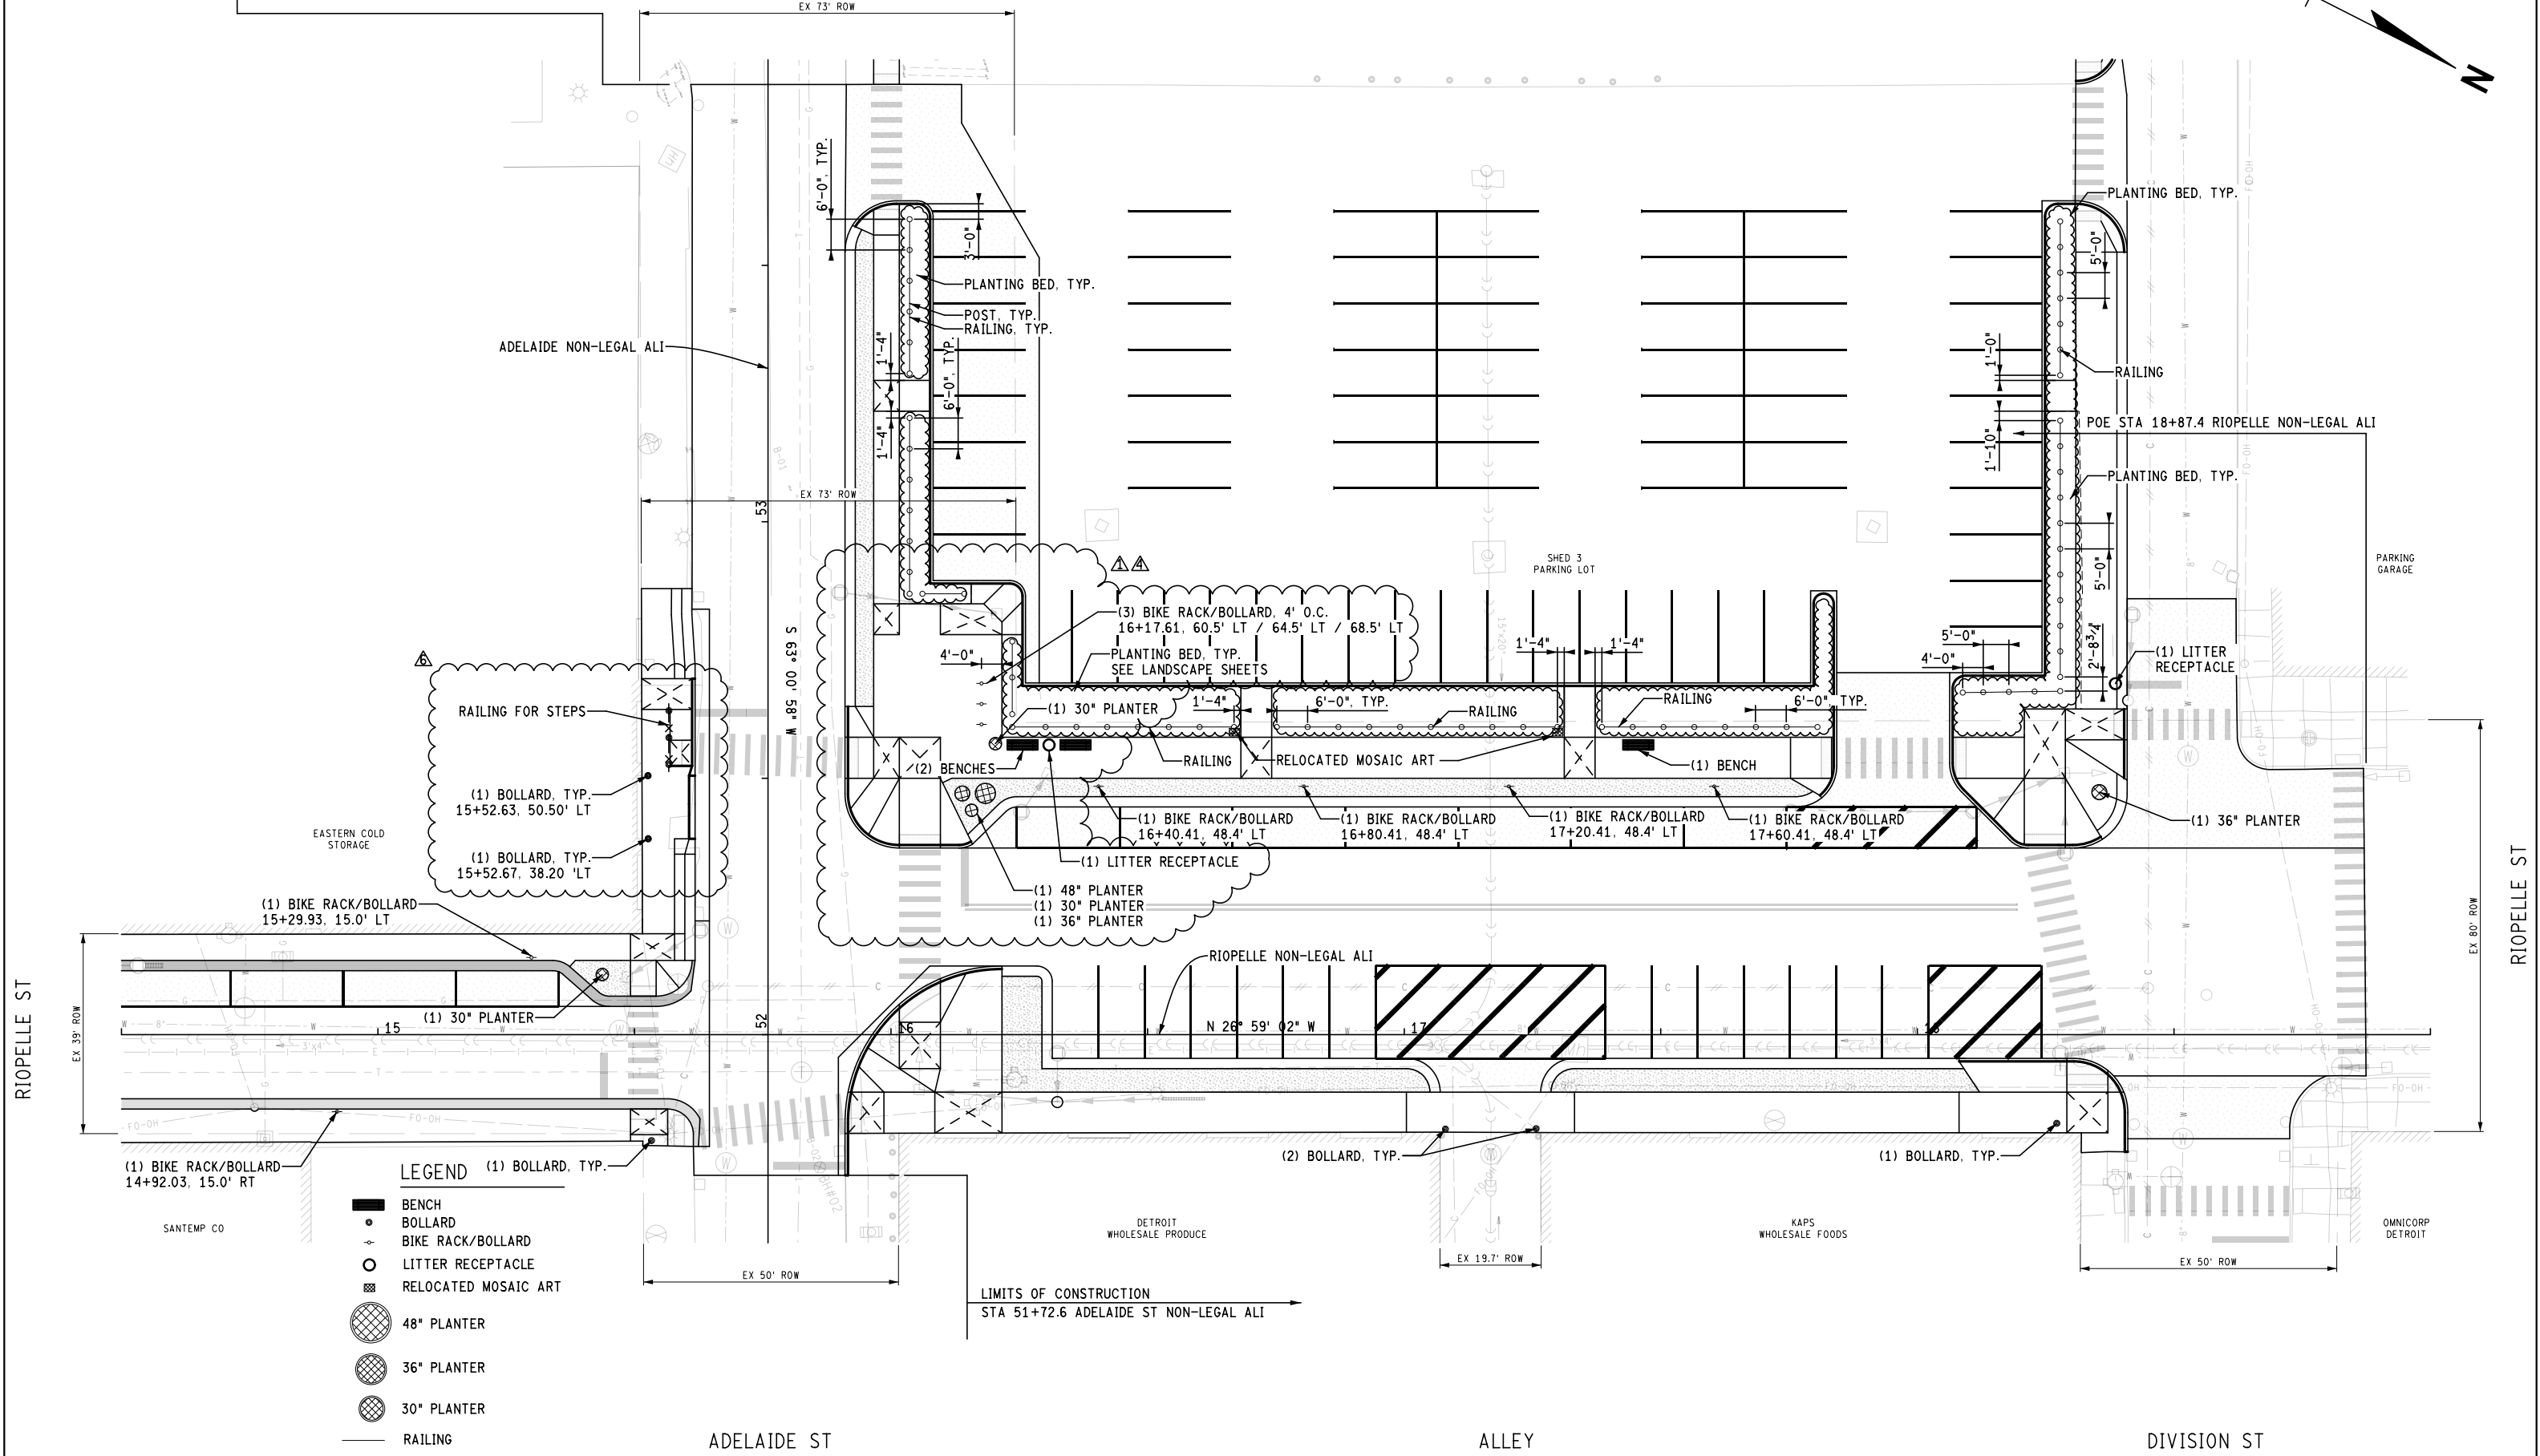 EX 73' ROW
N
6'-0", TYP.
3'-0"
PLANTING BED, TYP.
POST, TYP.
RAILING, TYP.
ADELAIDE NON-LEGAL ALI
1'-4"
6'-0", TYP.
1'-4"
PLANTING BED, TYP.
5'-0"
1'-0"
RAILING
POE STA 18+87.4 RIOPELLE NON-LEGAL ALI
1'-10"
PLANTING BED, TYP.
5'-0"
EX 73' ROW
53
S 63° 00' 58" W
SHED 3
PARKING LOT
PARKING
GARAGE
1 4
(3) BIKE RACK/BOLLARD, 4' O.C.
16+17.61, 60.5' LT / 64.5' LT / 68.5' LT
4'-0"
PLANTING BED, TYP.
SEE LANDSCAPE SHEETS
1'-4"
1'-4"
5'-0"
4'-0"
2'-8 3/4"
(1) LITTER
RECEPTACLE
6
RAILING FOR STEPS
(1) 30" PLANTER
1'-4"
6'-0", TYP.
RAILING
RAILING
6'-0", TYP.
(2) BENCHES
RAILING
RELOCATED MOSAIC ART
(1) BENCH
(1) BOLLARD, TYP.
15+52.63, 50.50' LT
EASTERN COLD
STORAGE
(1) BOLLARD, TYP.
15+52.67, 38.20 'LT
(1) BIKE RACK/BOLLARD
16+40.41, 48.4' LT
(1) BIKE RACK/BOLLARD
16+80.41, 48.4' LT
(1) BIKE RACK/BOLLARD
17+20.41, 48.4' LT
(1) BIKE RACK/BOLLARD
17+60.41, 48.4' LT
(1) 36" PLANTER
(1) LITTER RECEPTACLE
(1) 48" PLANTER
(1) 30" PLANTER
(1) 36" PLANTER
(1) BIKE RACK/BOLLARD
15+29.93, 15.0' LT
RIOPELLE ST
EX 80' ROW
RIOPELLE ST
EX 39' ROW
(1) 30" PLANTER
RIOPELLE NON-LEGAL ALI
15
52
16
N 26° 59' 02" W
17
18
(1) BIKE RACK/BOLLARD
14+92.03, 15.0' RT
(1) BOLLARD, TYP.
(2) BOLLARD, TYP.
(1) BOLLARD, TYP.
SANTEMP CO
DETROIT
WHOLESALE PRODUCE
KAPS
WHOLESALE FOODS
OMNICORP
DETROIT
EX 50' ROW
EX 19.7' ROW
EX 50' ROW
LIMITS OF CONSTRUCTION
STA 51+72.6 ADELAIDE ST NON-LEGAL ALI
LEGEND
BENCH
BOLLARD
BIKE RACK/BOLLARD
LITTER RECEPTACLE
RELOCATED MOSAIC ART
48" PLANTER
36" PLANTER
30" PLANTER
RAILING
ADELAIDE ST
ALLEY
DIVISION ST